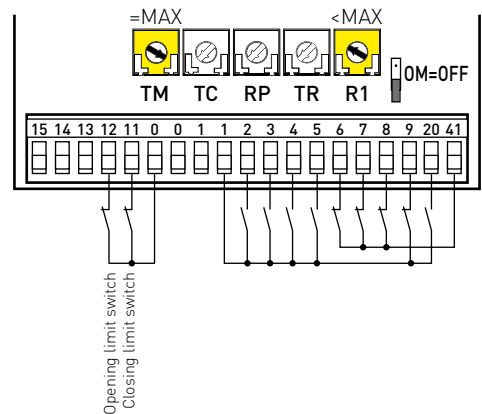 =MAX <MAX
TM TC RP TR R1 OM=OFF
15 14 13 12 11 0 0 1 1 2 3 4 5 6 7 8 9 20 41
Opening limit switch
Closing limit switch